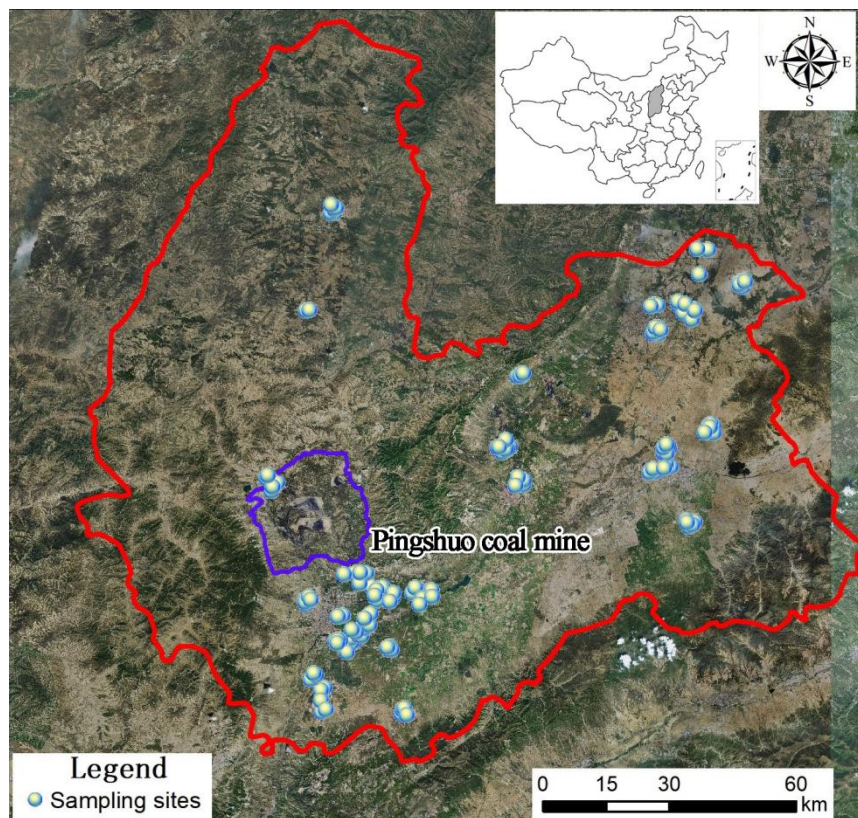 N
W E
S
Pingshuo coal mine
Legend
Sampling sites
0 15 30 60
km